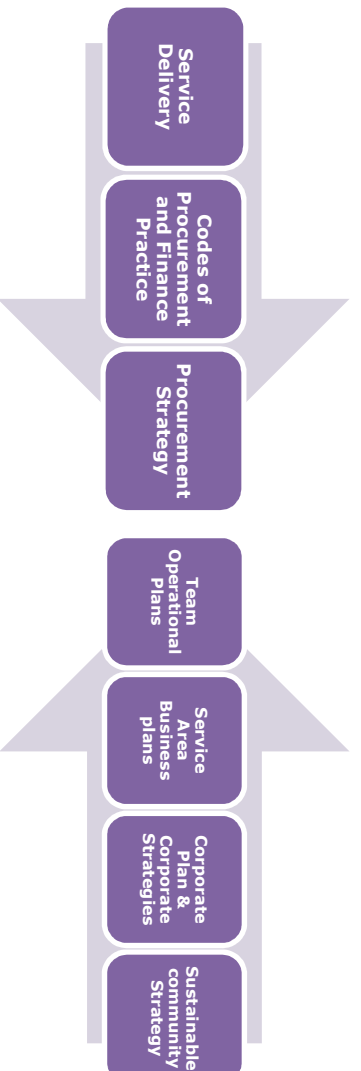 Service
Delivery
Codes of
Procurement
and Finance
Practice
Procurement
Strategy
Team
Operational
Plans
Service
Area
Business
plans
Corporate
Plan &
Corporate
Strategies
Sustainable
community
Strategy